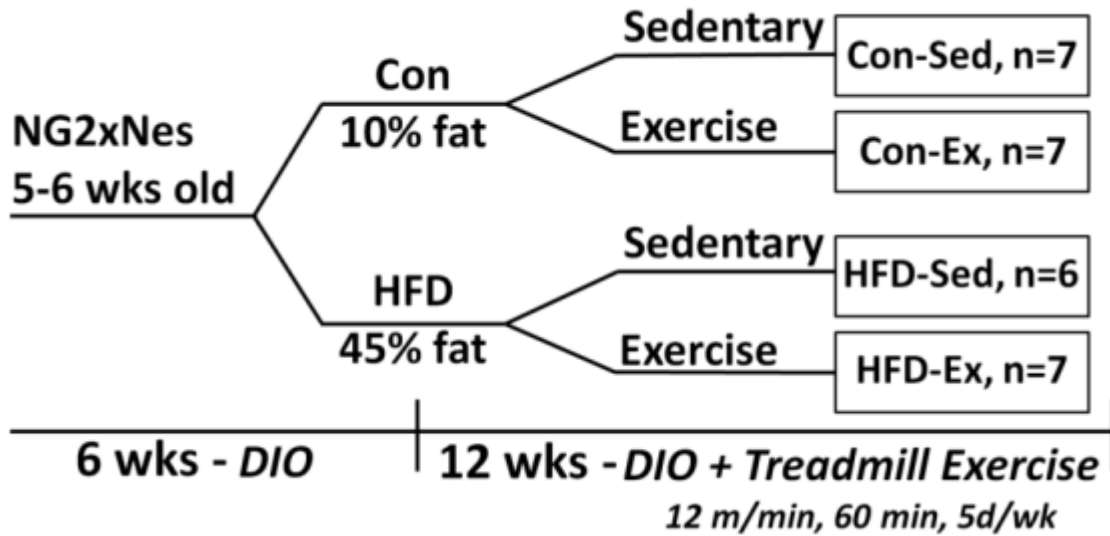 NG2xNes
5-6 wks old
Con
10% fat
HFD
45% fat
Sedentary
Exercise
Sedentary
Exercise
Con-Sed, n=7
Con-Ex, n=7
HFD-Sed, n=6
HFD-Ex, n=7
6 wks - DIO
12 wks - DIO + Treadmill Exercise
12 m/min, 60 min, 5d/wk